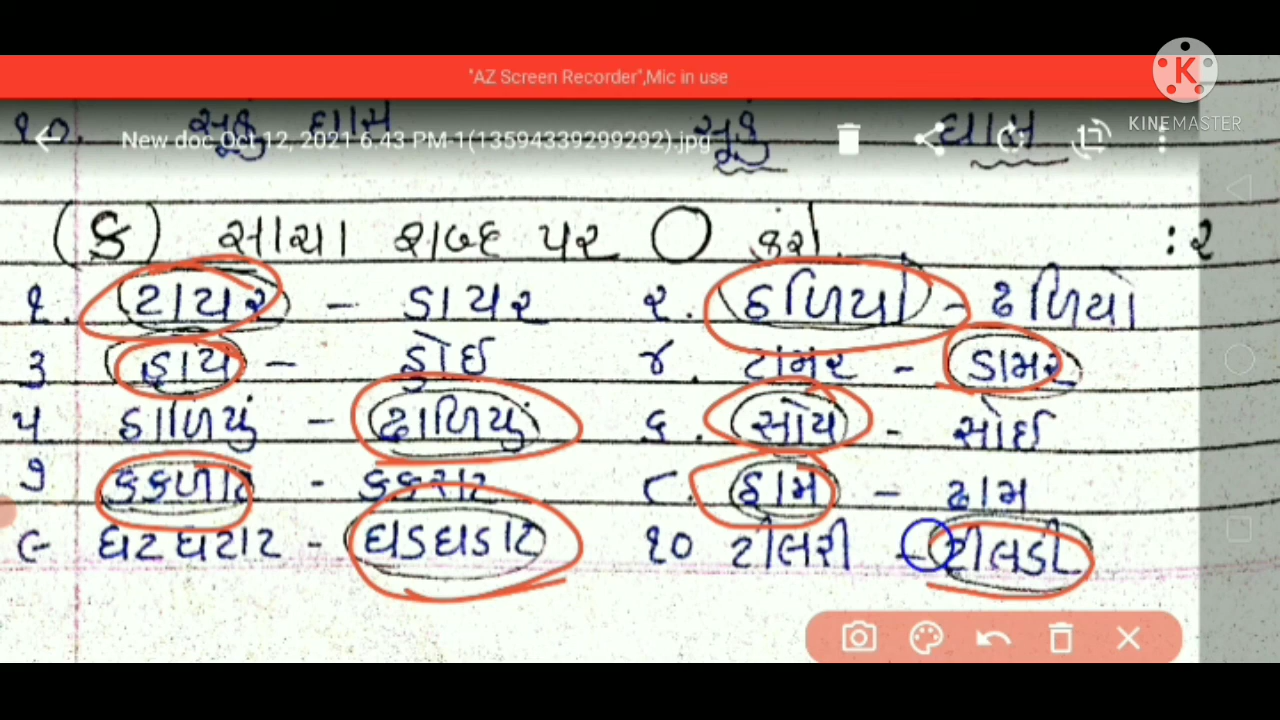 "AZ Screen Recorder",Mic in use
KINEMASTER
New doc Oct 12, 2021 6.43 PM-1(13594339299292).jpg
૧૦. સૂકું ઘાસ સૂકું ઘાસ
(ક) સાચા શબ્દ પર ◯ કરો : ૨
૧. ટાયર – ડાયર ૨. ઠળિયો – ઢળિયો
૩ હાય – હોઈ ૪. ટામર – ડામર
૫ ઠાળિયું – ઢાળિયું ૬. સોય – સોઈ
૭ કકળાટ - કકરાટ ૮. હામ – ઢામ
૯ ઘટઘટાટ – ઘડઘડાટ ૧૦ ટીલરી – ટીલડી